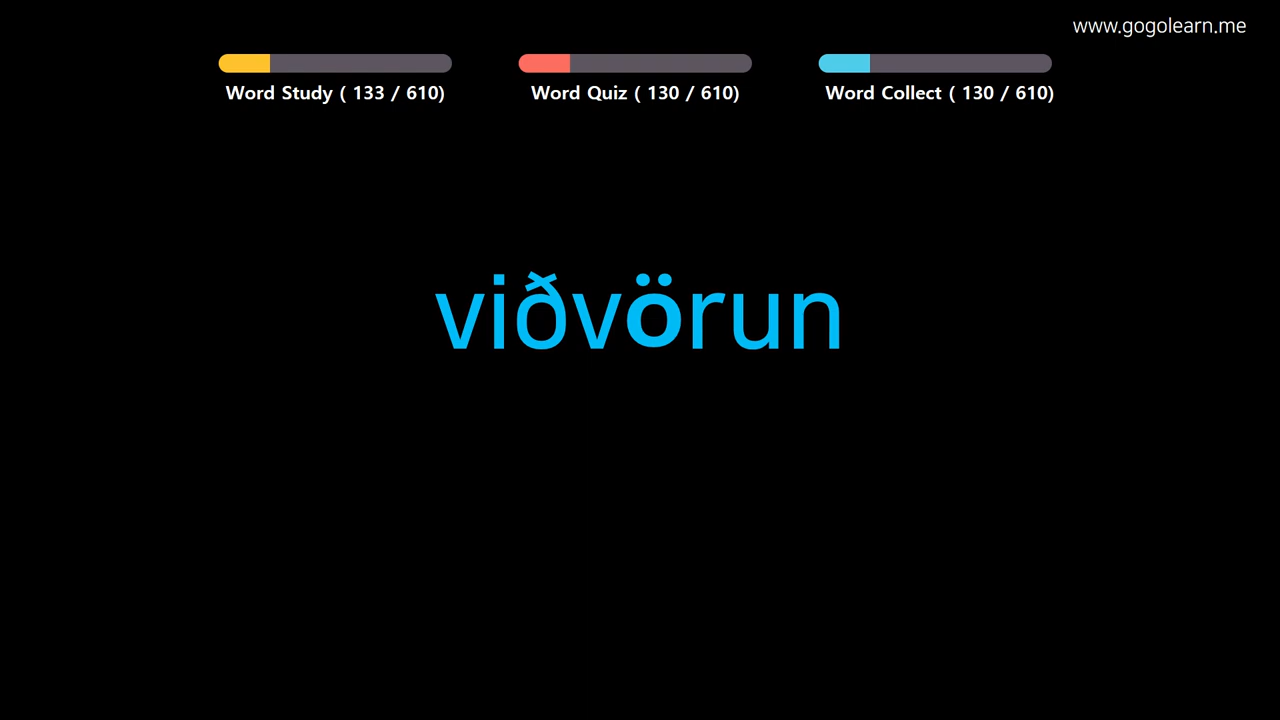 www.gogolearn.me
Word Study ( 133 / 610)
Word Quiz ( 130 / 610)
Word Collect ( 130 / 610)
viðvörun